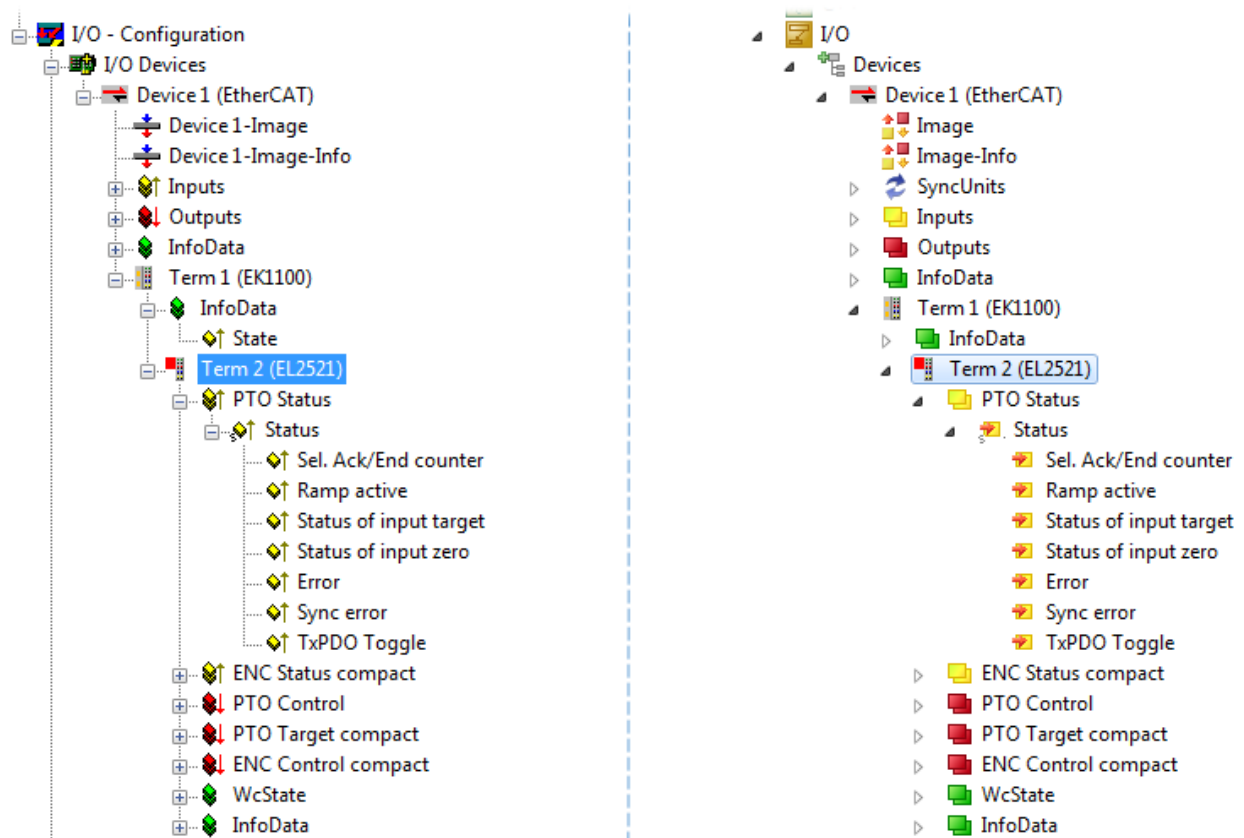 I/O - Configuration
I/O Devices
Device 1 (EtherCAT)
Device 1-Image
Device 1-Image-Info
Inputs
Outputs
InfoData
Term 1 (EK1100)
InfoData
State
Term 2 (EL2521)
PTO Status
Status
Sel. Ack/End counter
Ramp active
Status of input target
Status of input zero
Error
Sync error
TxPDO Toggle
ENC Status compact
PTO Control
PTO Target compact
ENC Control compact
WcState
InfoData
I/O
Devices
Device 1 (EtherCAT)
Image
Image-Info
SyncUnits
Inputs
Outputs
InfoData
Term 1 (EK1100)
InfoData
Term 2 (EL2521)
PTO Status
Status
Sel. Ack/End counter
Ramp active
Status of input target
Status of input zero
Error
Sync error
TxPDO Toggle
ENC Status compact
PTO Control
PTO Target compact
ENC Control compact
WcState
InfoData